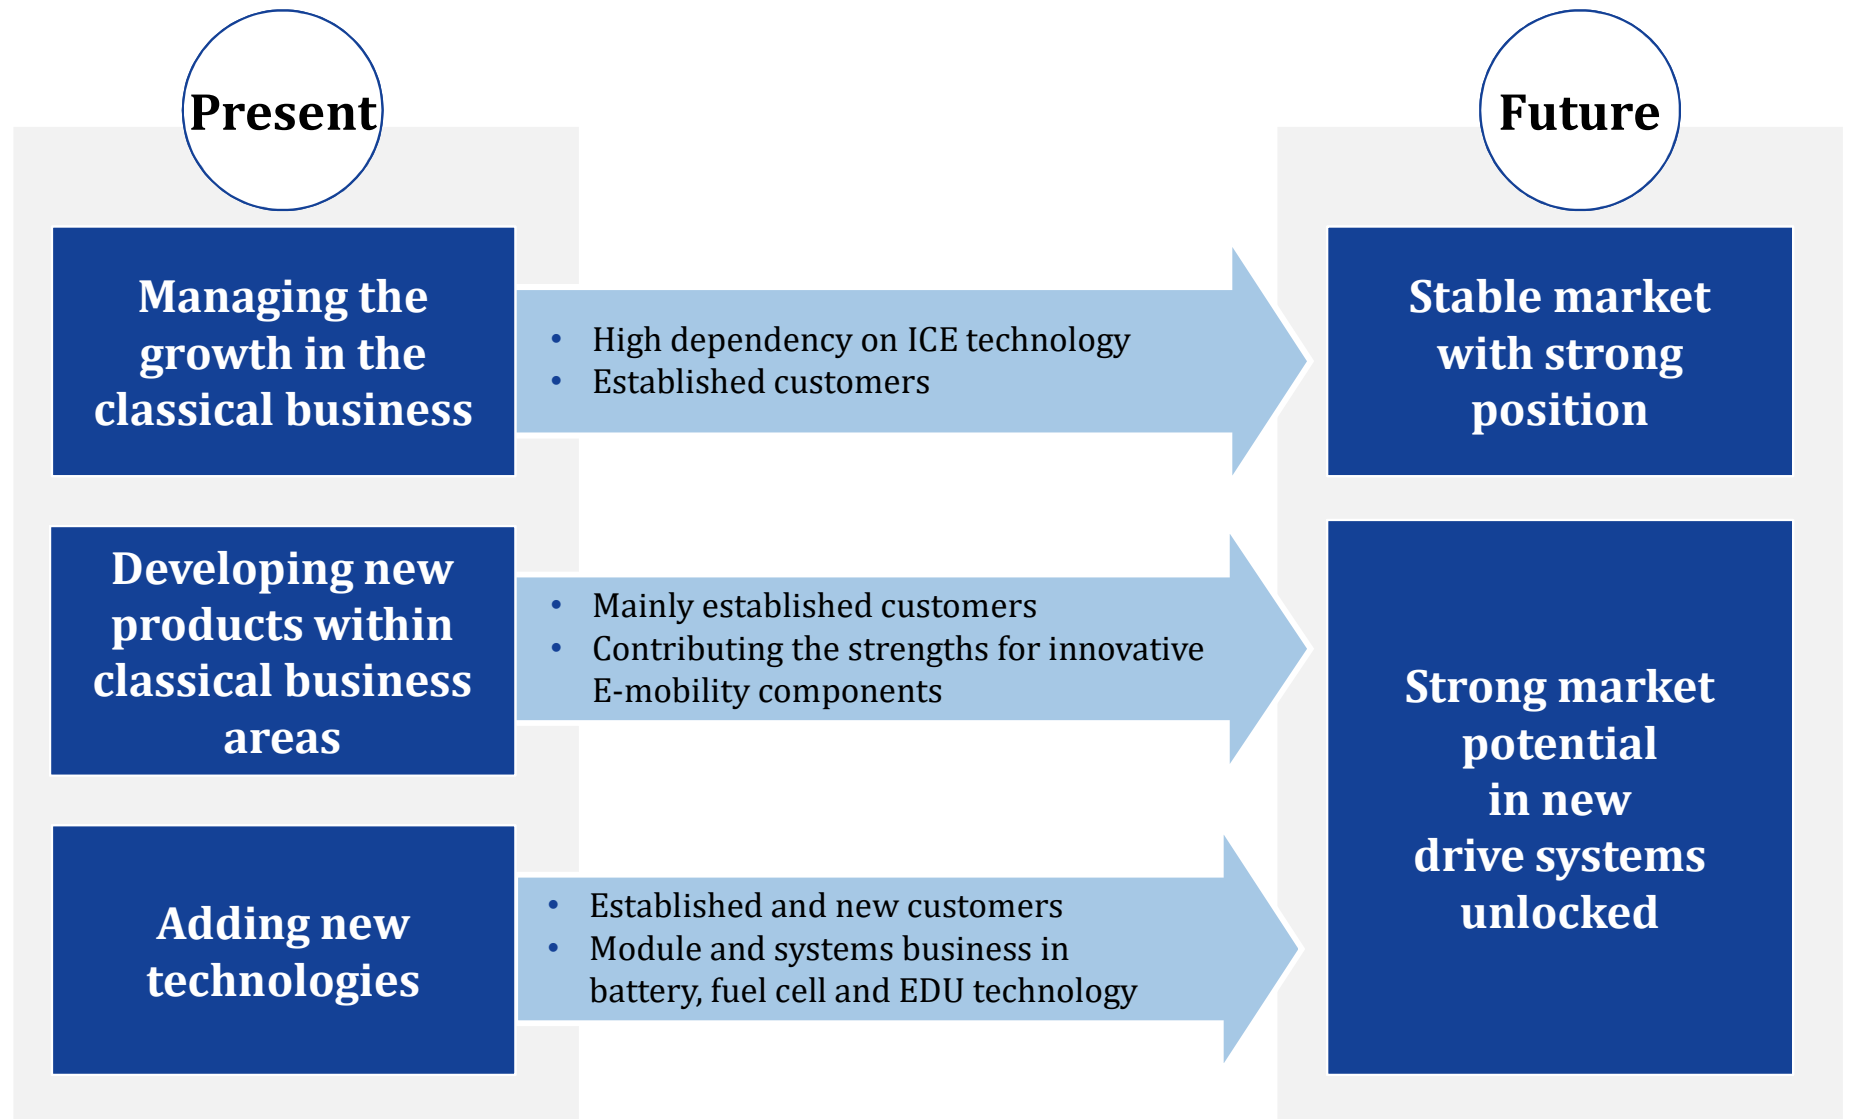 Present
Future
Managing the
growth in the
classical business
• High dependency on ICE technology
• Established customers
Stable market
with strong
position
Developing new
products within
classical business
areas
• Mainly established customers
• Contributing the strengths for innovative
E-mobility components
Adding new
technologies
• Established and new customers
• Module and systems business in
battery, fuel cell and EDU technology
Strong market
potential
in new
drive systems
unlocked